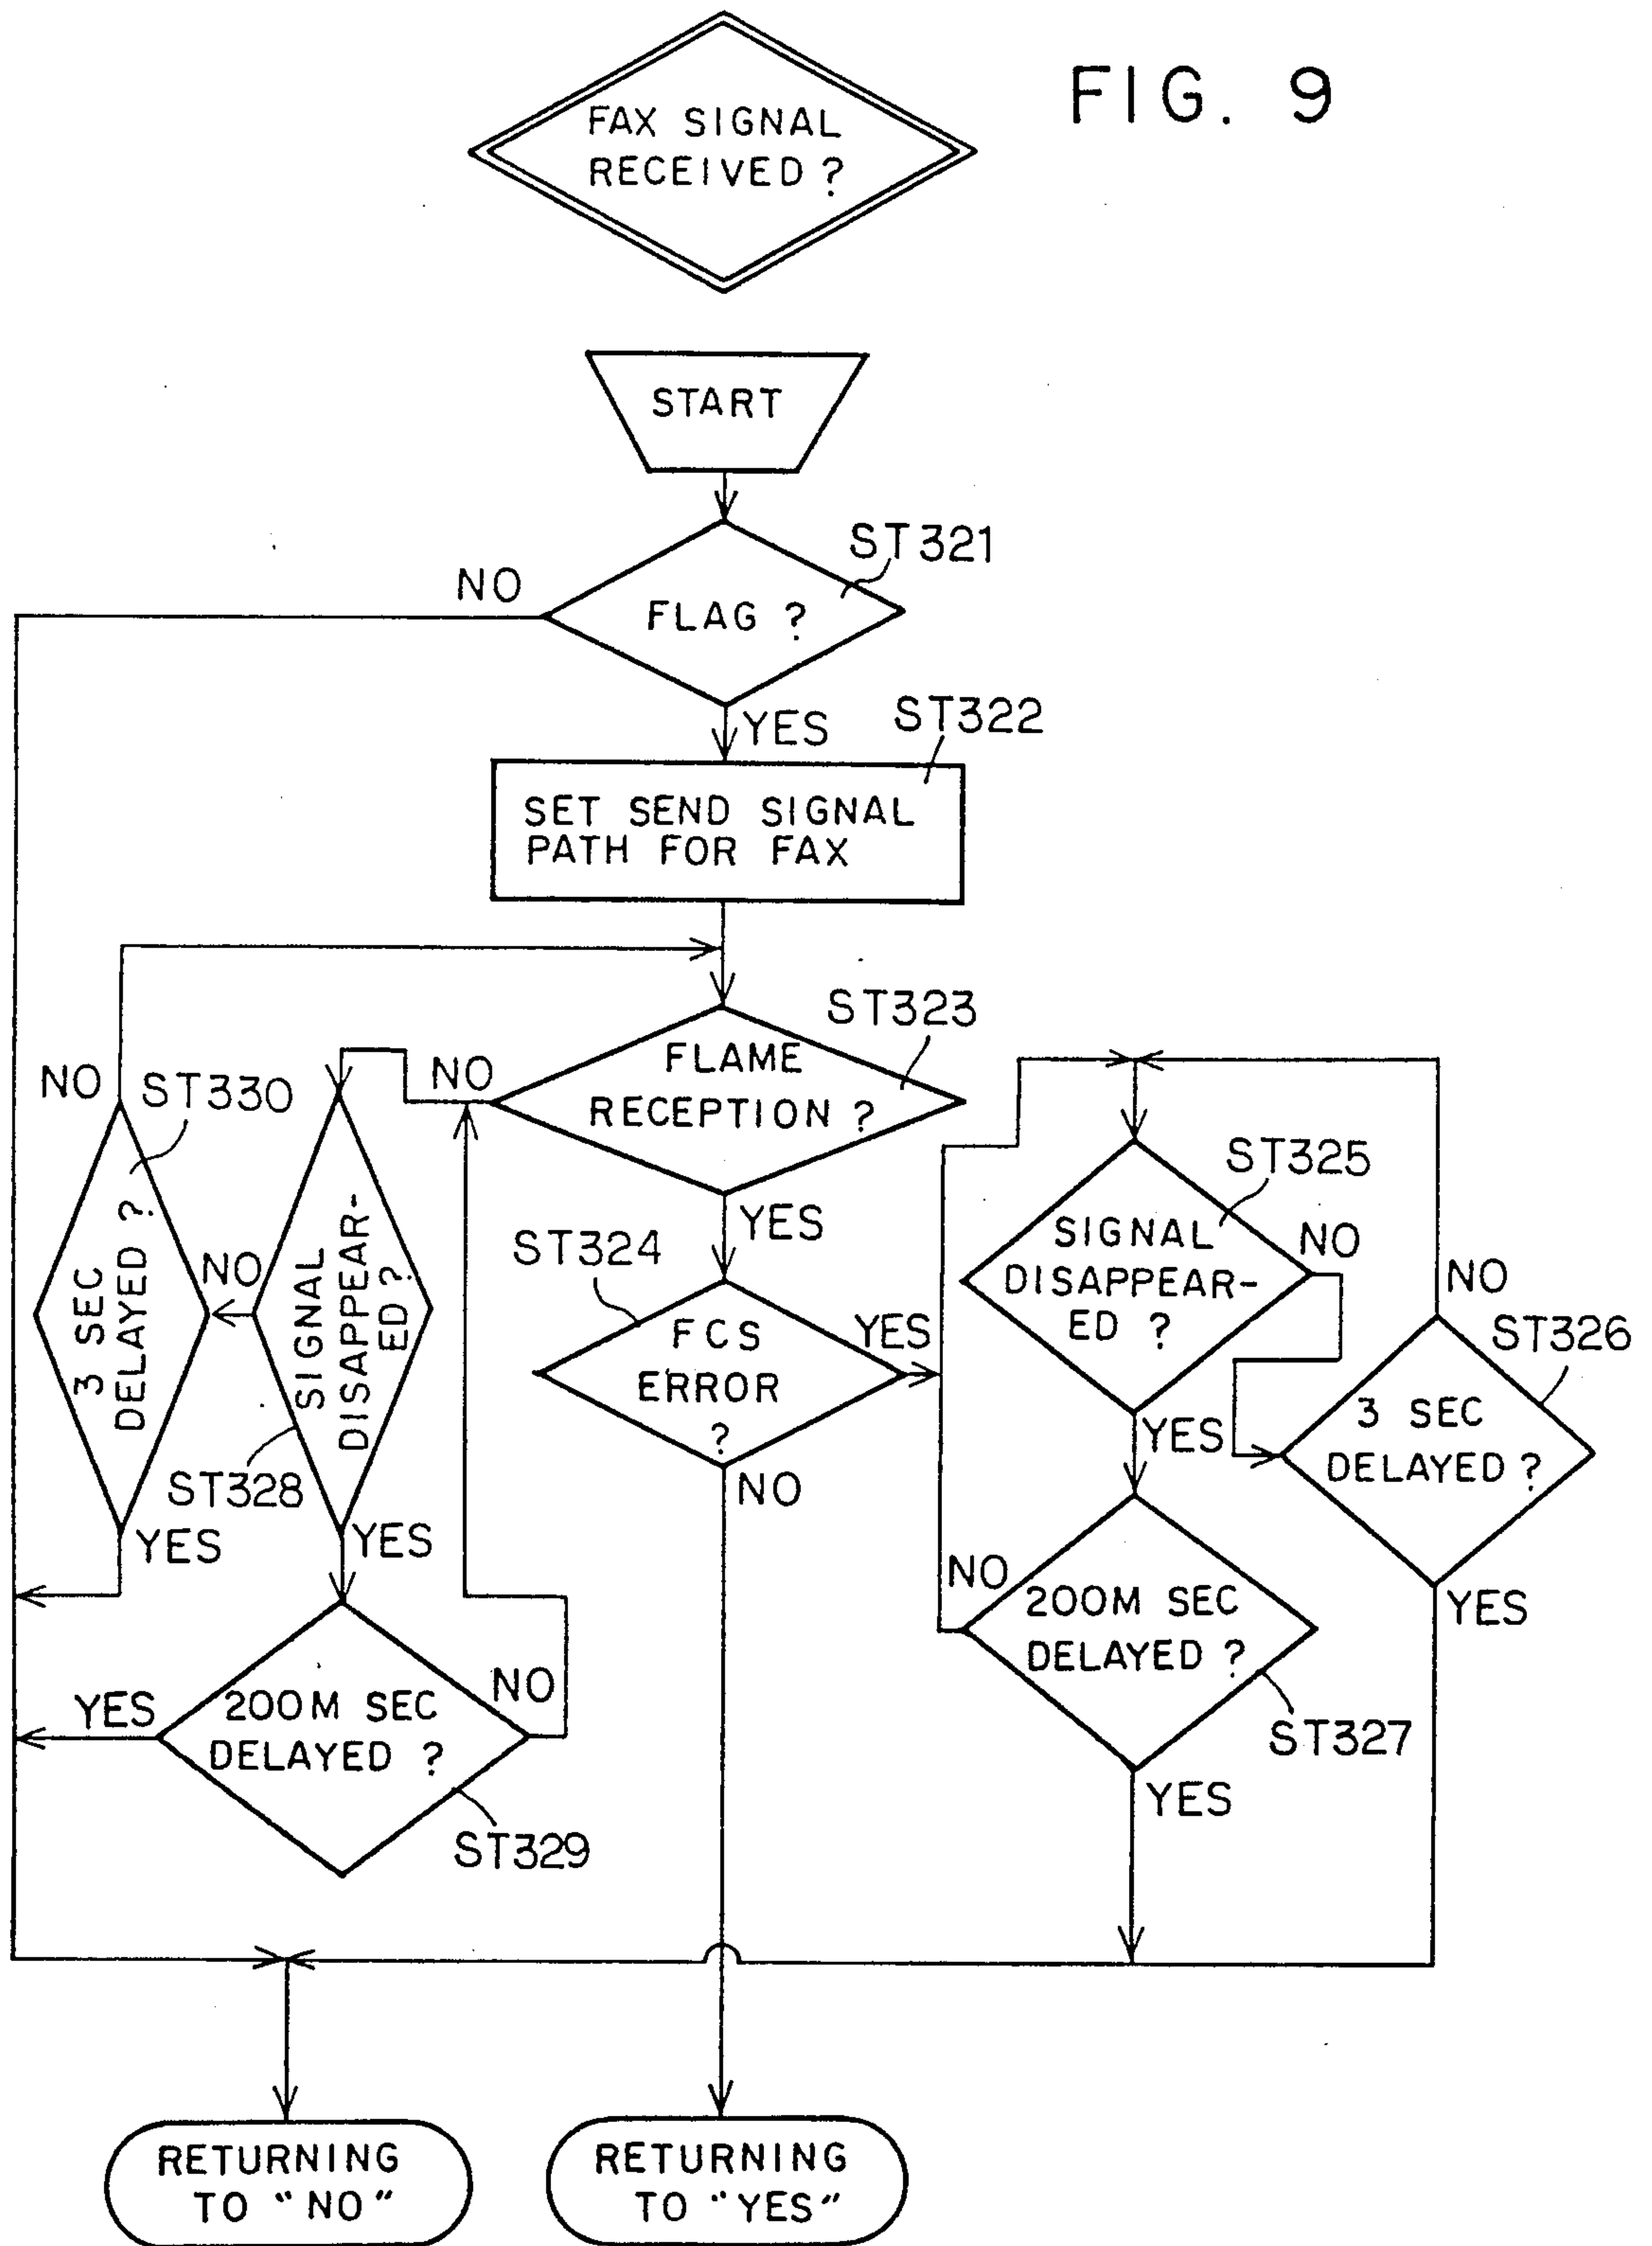 FIG. 9
FAX SIGNAL
RECEIVED ?
START
ST321
NO
FLAG ?
YES
ST322
SET SEND SIGNAL
PATH FOR FAX
ST323
FLAME
RECEPTION ?
NO
YES
NO
ST330
3 SEC
DELAYED ?
YES
NO
SIGNAL
DISAPPEAR-
ED ?
ST328
YES
ST324
FCS
ERROR
?
YES
NO
ST325
SIGNAL
DISAPPEAR-
ED ?
NO
YES
NO
ST326
3 SEC
DELAYED ?
YES
NO
200M SEC
DELAYED ?
ST327
YES
YES
200M SEC
DELAYED ?
NO
ST329
RETURNING
TO "NO"
RETURNING
TO "YES"